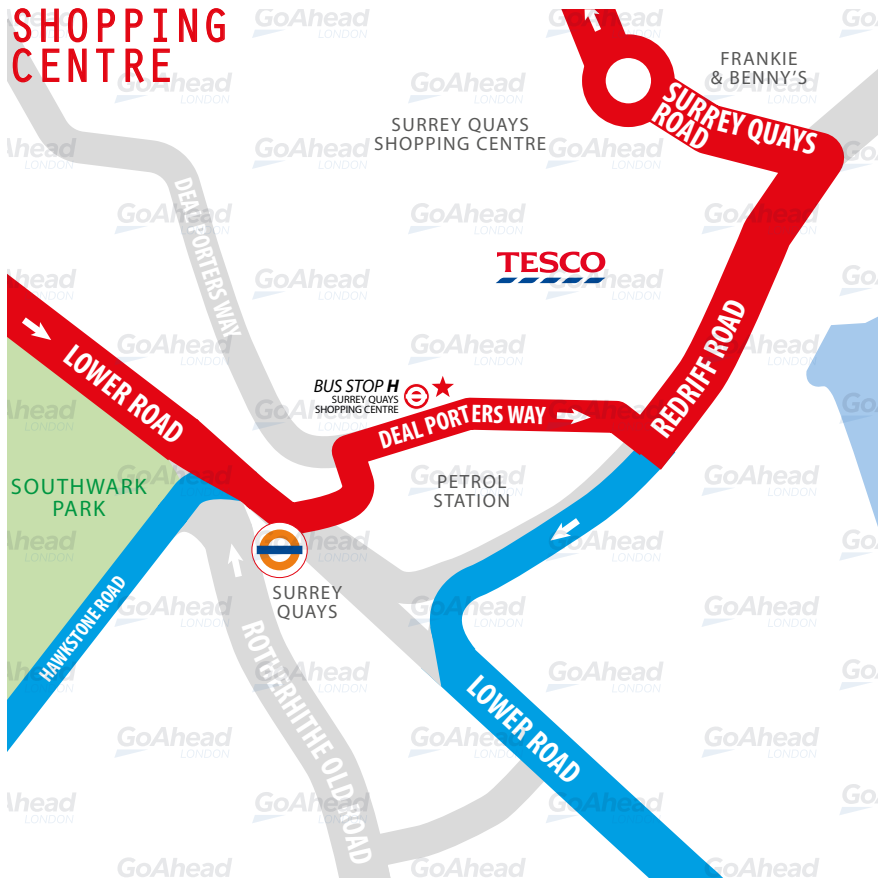 SHOPPING
CENTRE
FRANKIE
& BENNY'S
SURREY QUAYS
ROAD
SURREY QUAYS
SHOPPING CENTRE
DEAL PORTERS WAY
TESCO
LOWER ROAD
REDRIFF ROAD
BUS STOP H
SURREY QUAYS
SHOPPING CENTRE
DEAL PORTERS WAY
SOUTHWARK
PARK
PETROL
STATION
SURREY
QUAYS
HAWKSTONE ROAD
ROTHERHITHE OLD ROAD
LOWER ROAD
GoAhead
LONDON